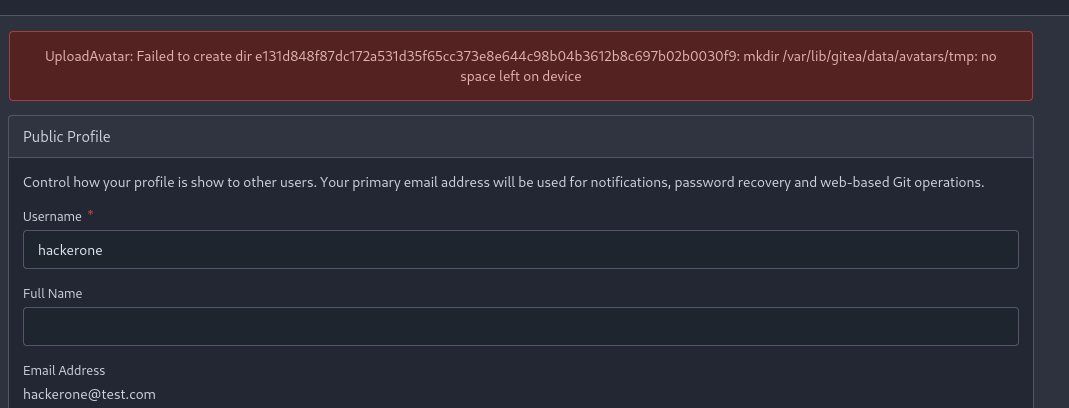 UploadAvatar: Failed to create dir e131d848f87dc172a531d35f65cc373e8e644c98b04b3612b8c697b02b0030f9: mkdir /var/lib/gitea/data/avatars/tmp: no
space left on device
Public Profile
Control how your profile is show to other users. Your primary email address will be used for notifications, password recovery and web-based Git operations.
Username *
hackerone
Full Name
Email Address
hackerone@test.com